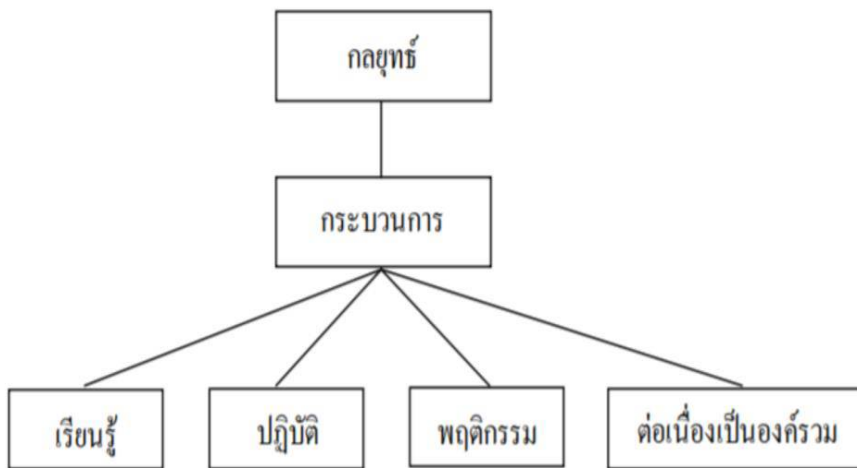 กลยุทธ์
กระบวนการ
เรียนรู้
ปฏิบัติ
พฤติกรรม
ต่อเนื่องเป็นองค์รวม